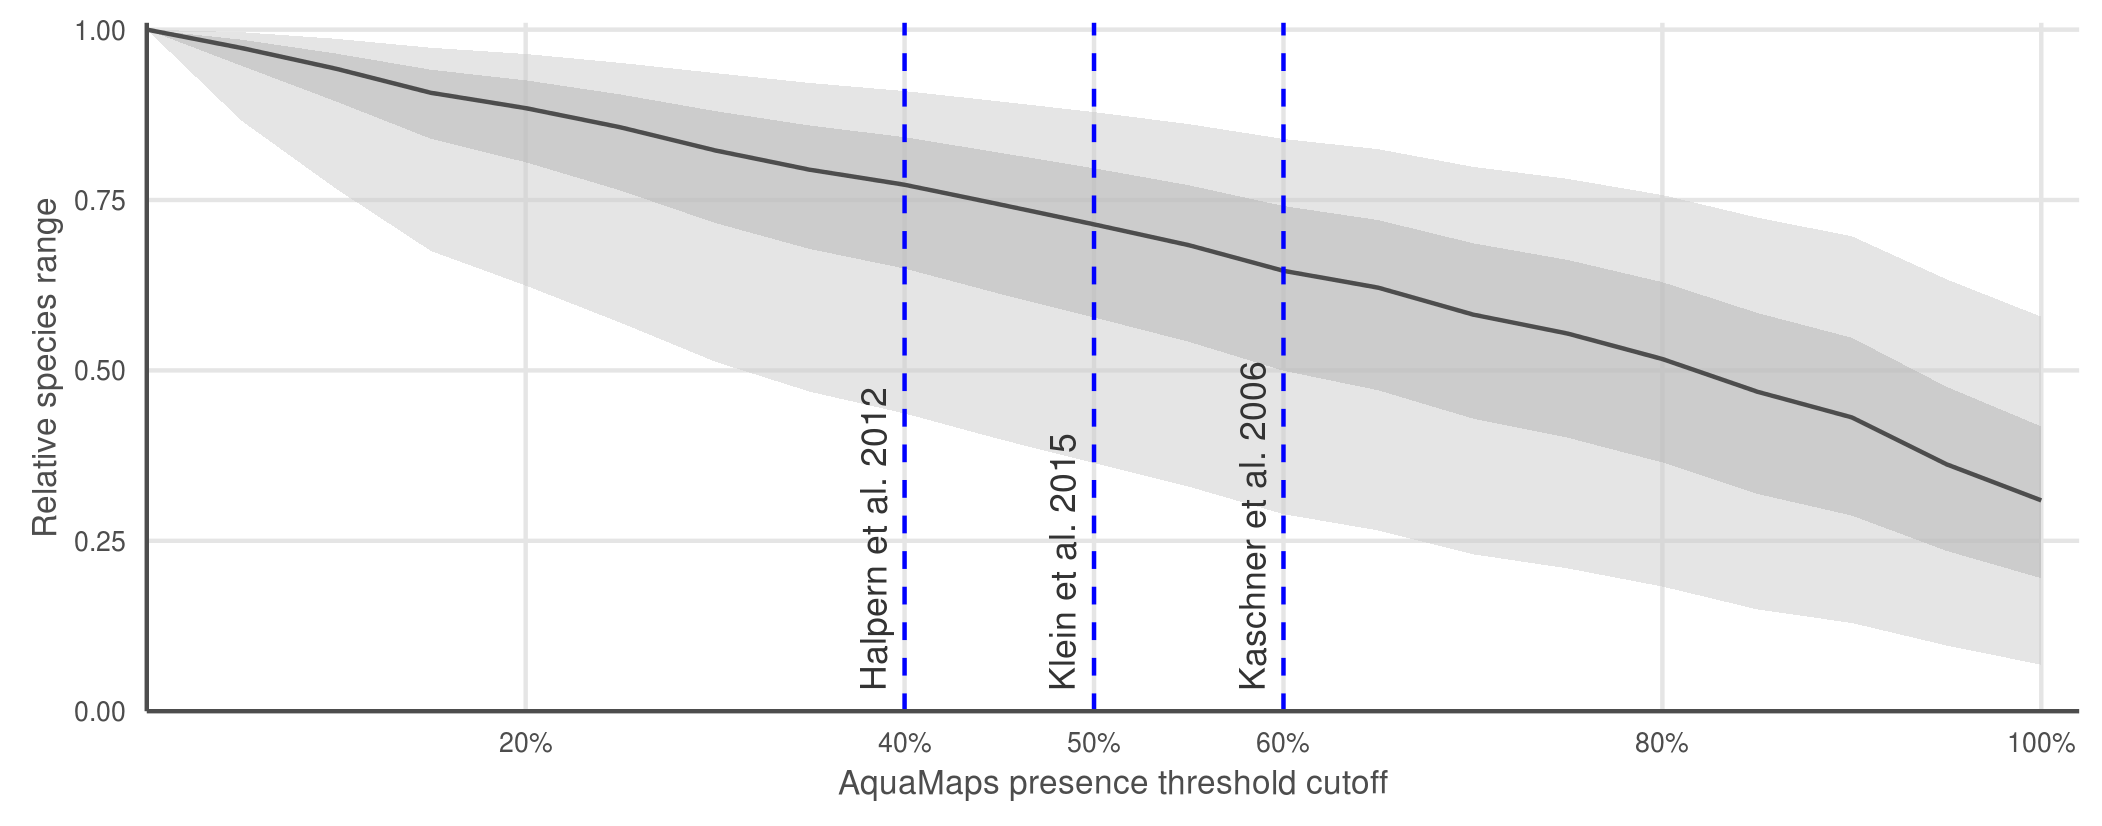 1.00
0.75
0.50
0.25
0.00
Relative species range
Halpern et al. 2012
Klein et al. 2015
Kaschner et al. 2006
20%
40%
50%
60%
80%
100%
AquaMaps presence threshold cutoff